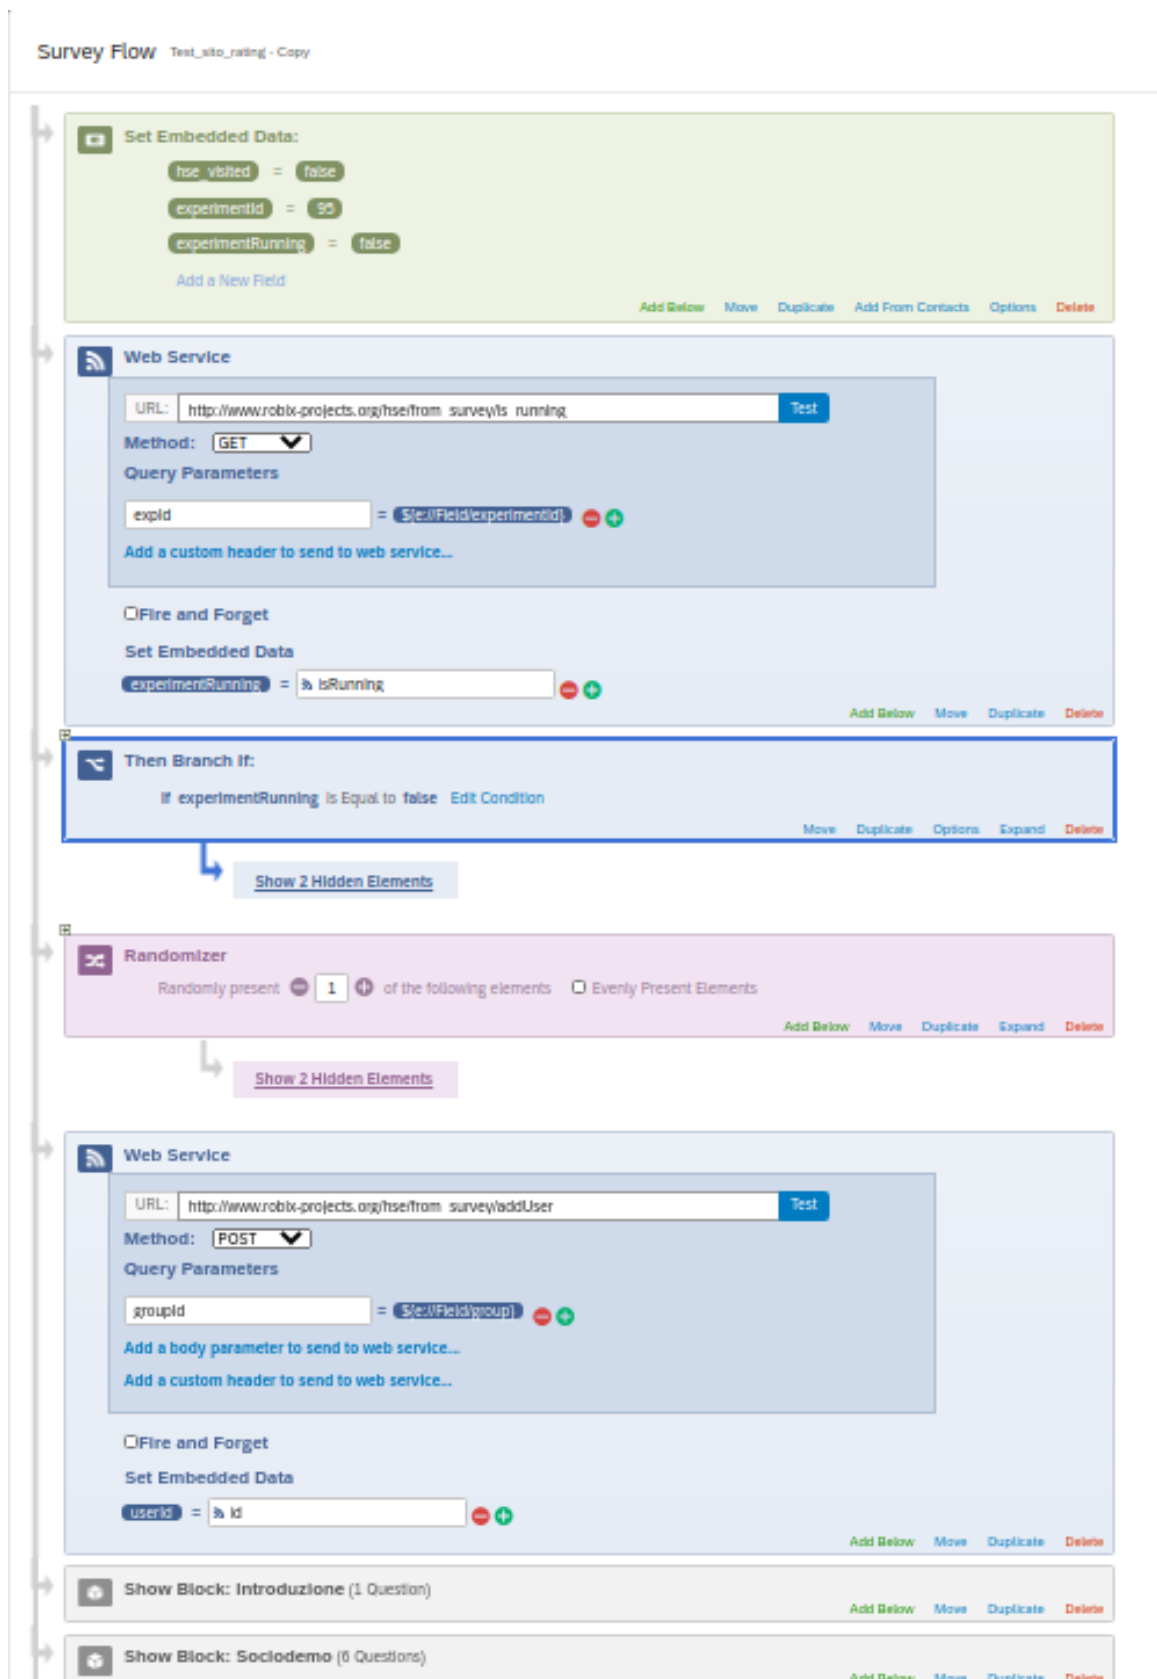 Survey Flow Test_sito_rating - Copy
Set Embedded Data:
hse_visited = false
experimentId = 95
experimentRunning = false
Add a New Field
Add Below Move Duplicate Add From Contacts Options Delete
Web Service
URL: http://www.robix-projects.org/hse/from_survey/is_running Test
Method: GET
Query Parameters
expId = ${e://Field/experimentId}
Add a custom header to send to web service...
Fire and Forget
Set Embedded Data
experimentRunning = isRunning
Add Below Move Duplicate Delete
Then Branch If:
If experimentRunning Is Equal to false Edit Condition
Move Duplicate Options Expand Delete
Show 2 Hidden Elements
Randomizer
Randomly present 1 of the following elements Evenly Present Elements
Add Below Move Duplicate Expand Delete
Show 2 Hidden Elements
Web Service
URL: http://www.robix-projects.org/hse/from_survey/addUser Test
Method: POST
Query Parameters
groupId = ${e://Field/group}
Add a body parameter to send to web service...
Add a custom header to send to web service...
Fire and Forget
Set Embedded Data
userId = id
Add Below Move Duplicate Delete
Show Block: Introduzione (1 Question)
Add Below Move Duplicate Delete
Show Block: Sociodemo (6 Questions)
Add Below Move Duplicate Delete